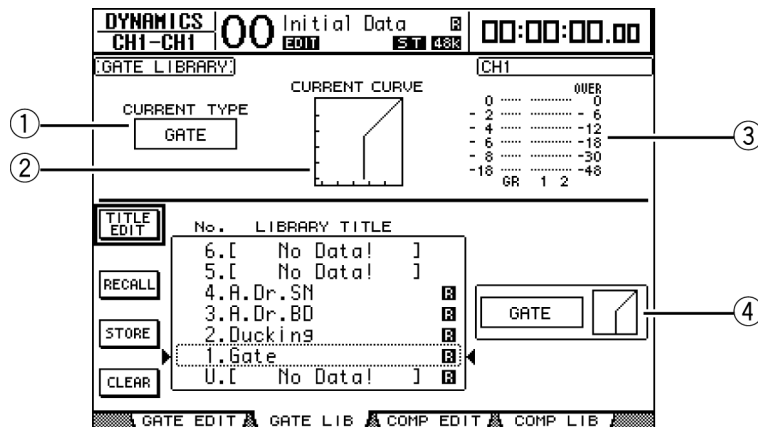 DYNAMICS
CH1-CH1
00
Initial Data R
EDIT ST 48K
00:00:00.00
GATE LIBRARY
CH1
CURRENT TYPE
GATE
CURRENT CURVE
OVER
0 0
- 2 - 6
- 4 -12
- 6 -18
- 8 -30
-18 -48
GR 1 2
1
2
3
TITLE EDIT
RECALL
STORE
CLEAR
No. LIBRARY TITLE
6.[ No Data! ]
5.[ No Data! ]
4.A.Dr.SN R
3.A.Dr.BD R
2.Ducking R
1.Gate R
U.[ No Data! ] R
GATE
4
GATE EDIT GATE LIB COMP EDIT COMP LIB